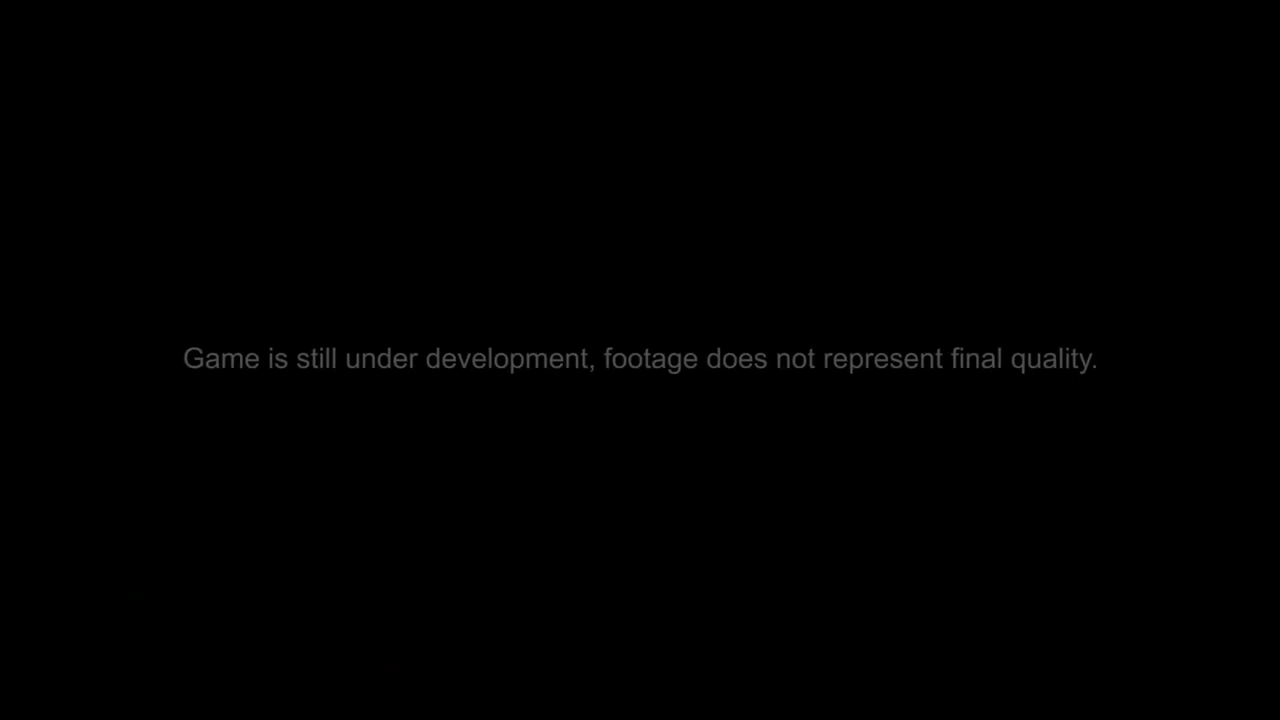 Game is still under development, footage does not represent final quality.